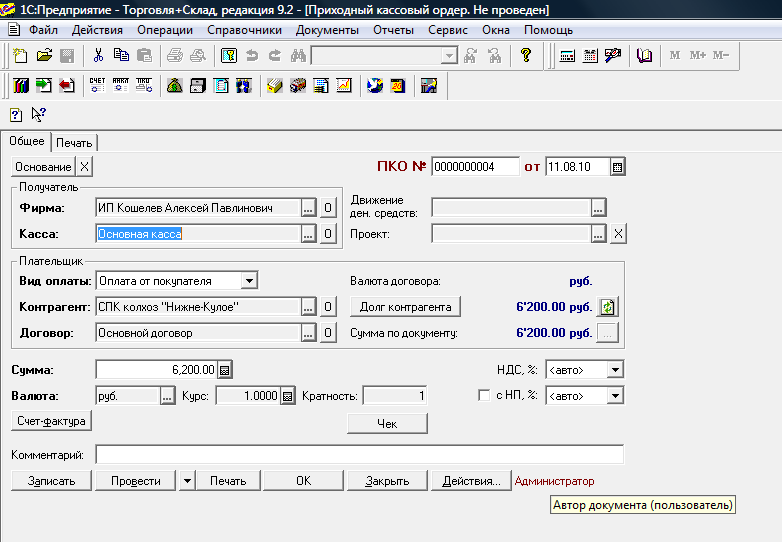 1С:Предприятие - Торговля+Склад, редакция 9.2 - [Приходный кассовый ордер. Не проведен]
Файл Действия Операции Справочники Документы Отчеты Сервис Окна Помощь
M M+ M−
СЧЕТ НАКЛ ПКО
Общее Печать
Основание X ПКО № 0000000004 от 11.08.10
Получатель
Фирма: ИП Кошелев Алексей Павлинович ... О Движение ден. средств: ...
Касса: Основная касса ... О Проект: ... X
Плательщик
Вид оплаты: Оплата от покупателя Валюта договора: руб.
Контрагент: СПК колхоз "Нижне-Кулое" ... О Долг контрагента 6'200.00 руб.
Договор: Основной договор ... О Сумма по документу: 6'200.00 руб. ...
Сумма: 6,200.00 НДС, %: <авто>
Валюта: руб. ... Курс: 1.0000 Кратность: 1 с НП, %: <авто>
Счет-фактура Чек
Комментарий:
Записать Провести Печать ОК Закрыть Действия... Администратор
Автор документа (пользователь)